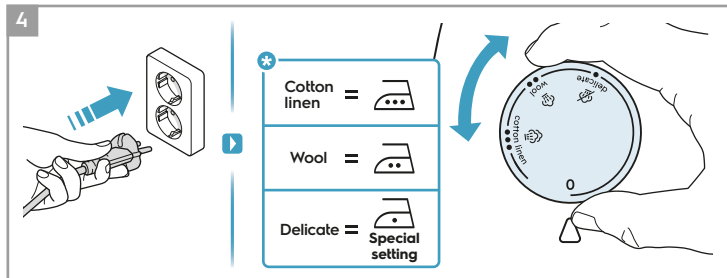 4
*
Cotton
linen =
Wool =
Delicate =
Special
setting
delicate
wool
cotton linen
0